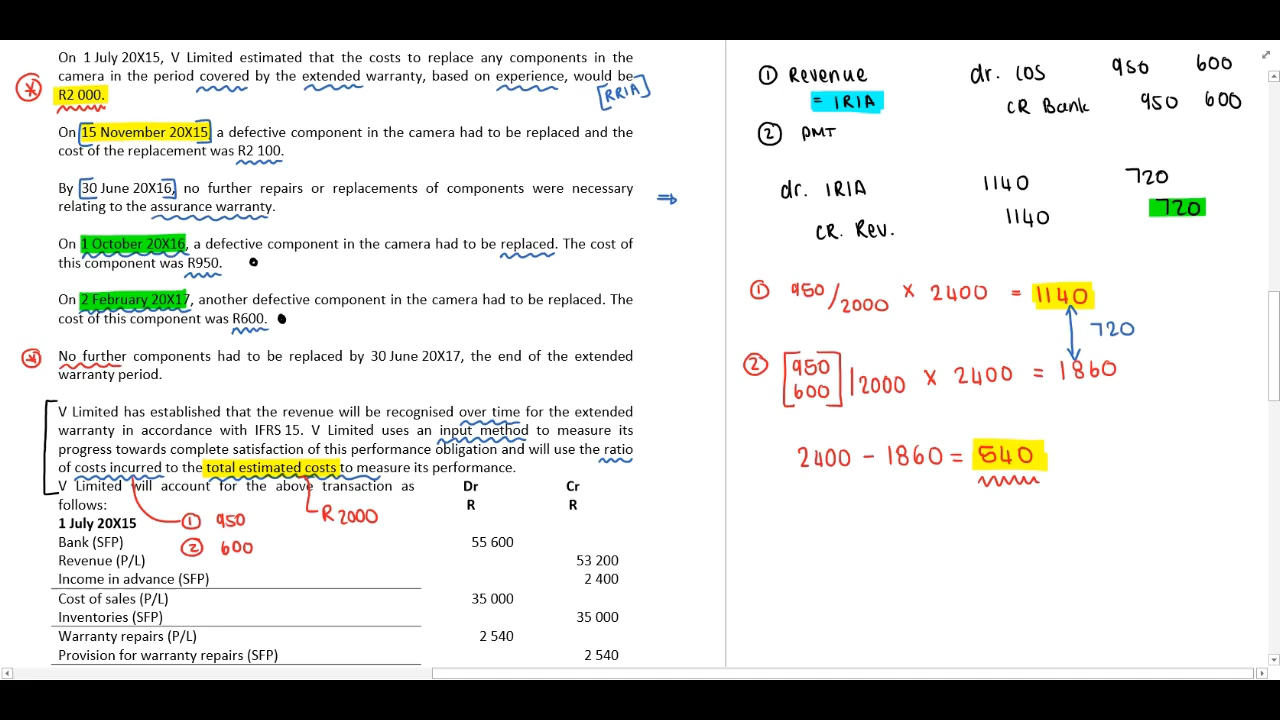 On 1 July 20X15, V Limited estimated that the costs to replace any components in the
camera in the period covered by the extended warranty, based on experience, would be
R2 000.
[RRIA]
On 15 November 20X15, a defective component in the camera had to be replaced and the
cost of the replacement was R2 100.
By 30 June 20X16, no further repairs or replacements of components were necessary
relating to the assurance warranty.
On 1 October 20X16, a defective component in the camera had to be replaced. The cost of
this component was R950.
On 2 February 20X17, another defective component in the camera had to be replaced. The
cost of this component was R600.
No further components had to be replaced by 30 June 20X17, the end of the extended
warranty period.
V Limited has established that the revenue will be recognised over time for the extended
warranty in accordance with IFRS 15. V Limited uses an input method to measure its
progress towards complete satisfaction of this performance obligation and will use the ratio
of costs incurred to the total estimated costs to measure its performance.
V Limited will account for the above transaction as Dr Cr
follows: R R
1 July 20X15
① 950
② 600
R2000
Bank (SFP) 55 600
Revenue (P/L) 53 200
Income in advance (SFP) 2 400
Cost of sales (P/L) 35 000
Inventories (SFP) 35 000
Warranty repairs (P/L) 2 540
Provision for warranty repairs (SFP) 2 540
① Revenue
= IRIA
② PMT
dr. COS 950 600
CR Bank 950 600
dr. IRIA 1140 720
CR. Rev. 1140 720
① 950/2000 × 2400 = 1140
720
② [950 600] /2000 × 2400 = 1860
2400 - 1860 = 540